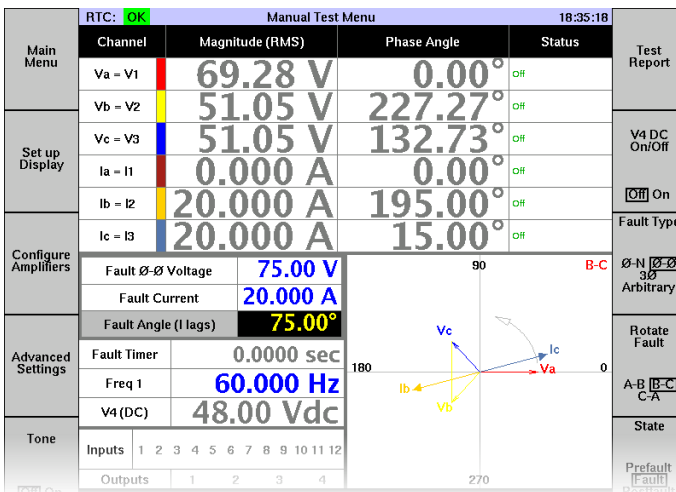 RTC: OK Manual Test Menu 18:35:18
Main Menu
Set up Display
Configure Amplifiers
Advanced Settings
Tone
Off On
Channel Magnitude (RMS) Phase Angle Status
Va = V1 69.28 V 0.00° Off
Vb = V2 51.05 V 227.27° Off
Vc = V3 51.05 V 132.73° Off
Ia = I1 0.000 A 0.00° Off
Ib = I2 20.000 A 195.00° Off
Ic = I3 20.000 A 15.00° Off
Fault Ø-Ø Voltage 75.00 V
Fault Current 20.000 A
Fault Angle (I lags) 75.00°
Fault Timer 0.0000 sec
Freq 1 60.000 Hz
V4 (DC) 48.00 Vdc
Inputs 1 2 3 4 5 6 7 8 9 10 11 12
Outputs 1 2 3 4
90 B-C
Vc
Ic
180 Va 0
Ib
Vb
270
Test Report
V4 DC On/Off
Off On
Fault Type
Ø-N Ø-Ø
3Ø
Arbitrary
Rotate Fault
A-B B-C
C-A
State
Prefault
Fault
Postfault